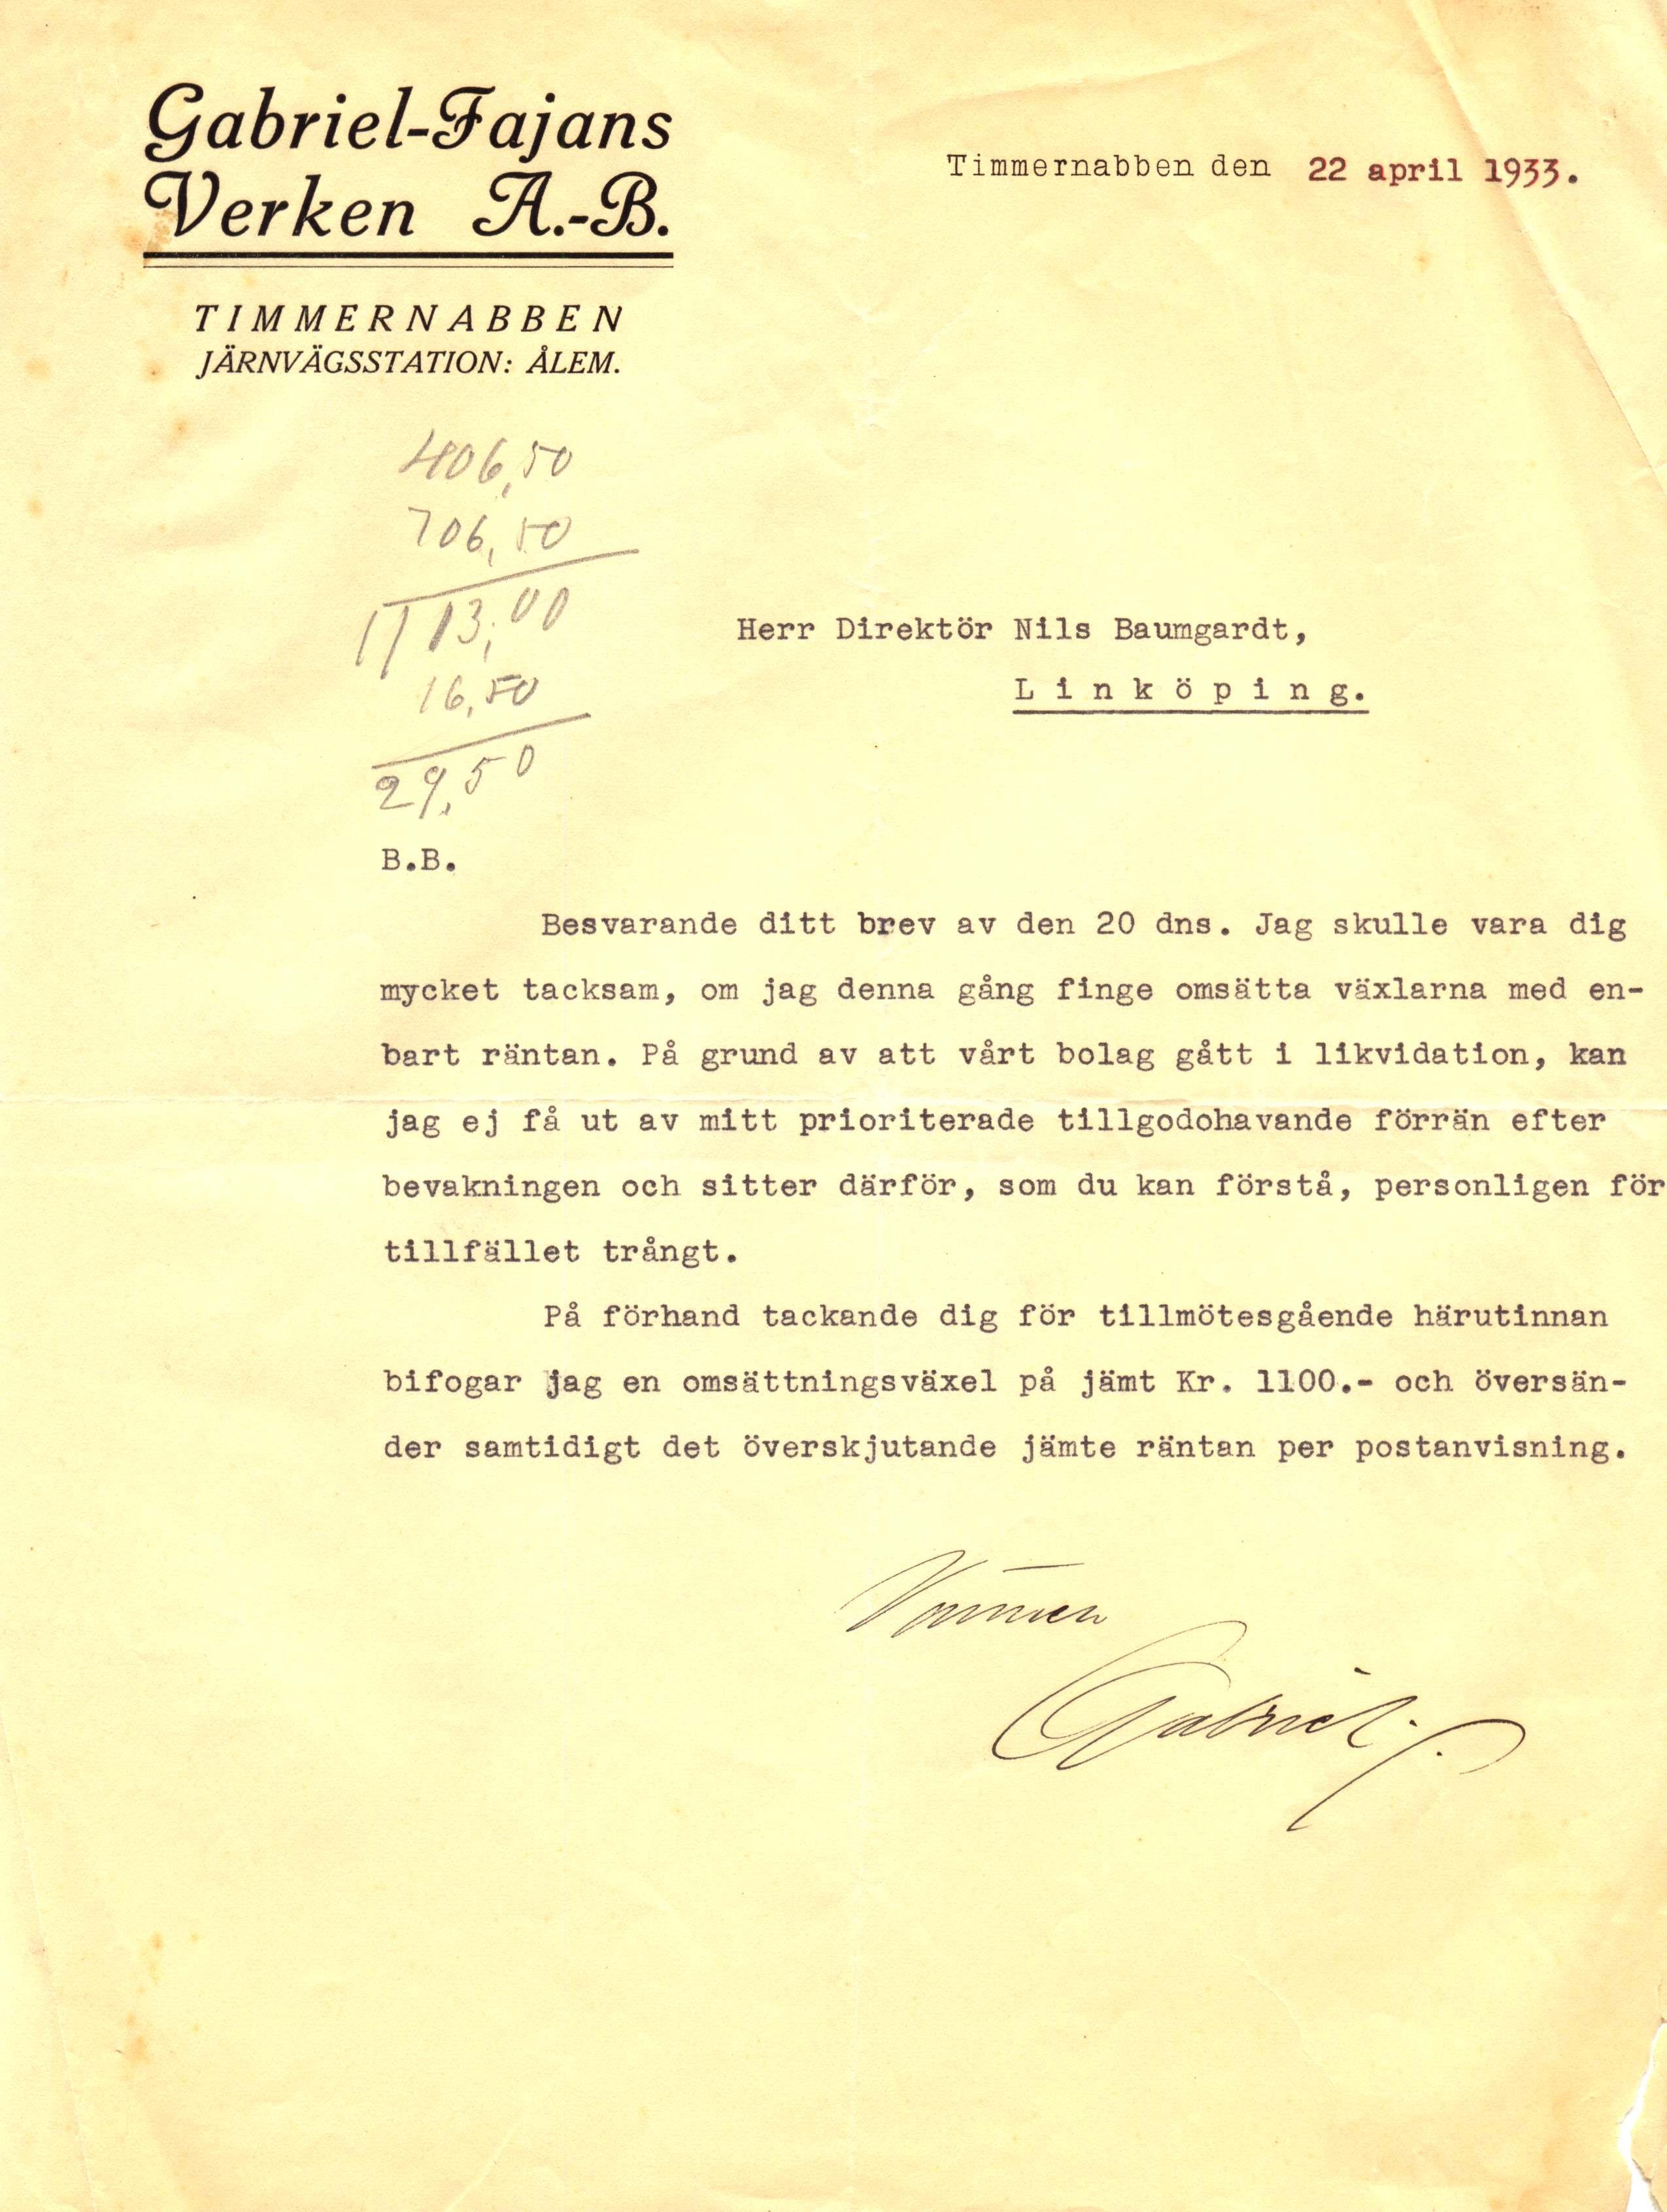 Gabriel-Fajans
Verken A.-B.
TIMMERNABBEN
JÄRNVÄGSSTATION: ÅLEM.
Timmernabben den 22 april 1933.
406,50
706,50
1113,00
16,50
29,50
Herr Direktör Nils Baumgardt,
Linköping.
B.B.
Besvarande ditt brev av den 20 dns. Jag skulle vara dig
mycket tacksam, om jag denna gång finge omsätta växlarna med en-
bart räntan. På grund av att vårt bolag gått i likvidation, kan
jag ej få ut av mitt prioriterade tillgodohavande förrän efter
bevakningen och sitter därför, som du kan förstå, personligen för
tillfället trångt.
På förhand tackande dig för tillmötesgående härutinnan
bifogar jag en omsättningsväxel på jämt Kr. 1100.- och översän-
der samtidigt det överskjutande jämte räntan per postanvisning.
Vännen
Gabriel.